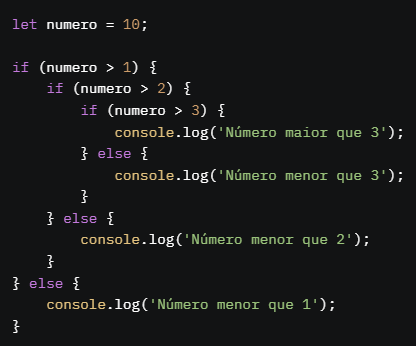 let numero = 10;

if (numero > 1) {
    if (numero > 2) {
        if (numero > 3) {
            console.log('Número maior que 3');
        } else {
            console.log('Número menor que 3');
        }
    } else {
        console.log('Número menor que 2');
    }
} else {
    console.log('Número menor que 1');
}